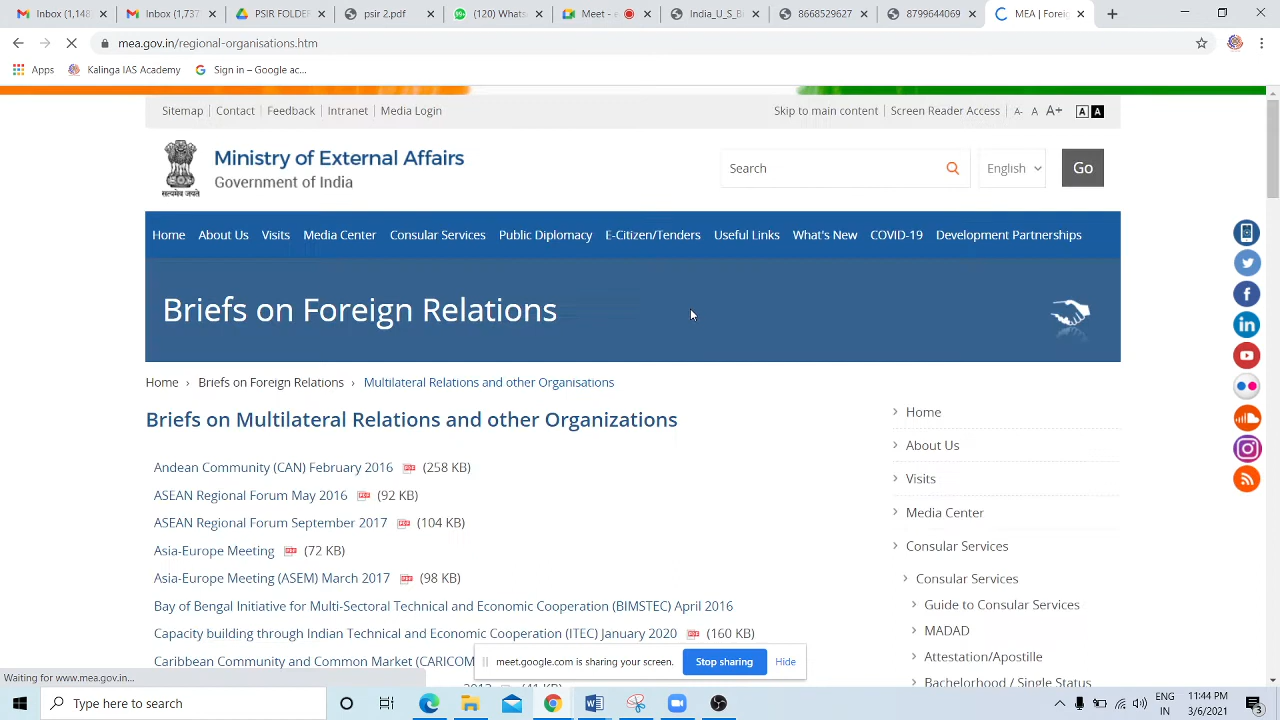 Inbox (1,148
Inbox (1,737
PSIR FOLDER
psir 2.pdf
(120) Whats
Meet - e
India_U_S_B
8668529627
8799644069
MEA | Foreig
mea.gov.in/regional-organisations.htm
Apps
Kalinga IAS Academy
Sign in – Google ac...
Sitemap
Contact
Feedback
Intranet
Media Login
Skip to main content
Screen Reader Access
A-
A
A+
A
A
सत्यमेव जयते
Ministry of External Affairs
Government of India
Search
English
Go
Home
About Us
Visits
Media Center
Consular Services
Public Diplomacy
E-Citizen/Tenders
Useful Links
What's New
COVID-19
Development Partnerships
Briefs on Foreign Relations
Home › Briefs on Foreign Relations › Multilateral Relations and other Organisations
Briefs on Multilateral Relations and other Organizations
Andean Community (CAN) February 2016 (258 KB)
ASEAN Regional Forum May 2016 (92 KB)
ASEAN Regional Forum September 2017 (104 KB)
Asia-Europe Meeting (72 KB)
Asia-Europe Meeting (ASEM) March 2017 (98 KB)
Bay of Bengal Initiative for Multi-Sectoral Technical and Economic Cooperation (BIMSTEC) April 2016
Capacity building through Indian Technical and Economic Cooperation (ITEC) January 2020 (160 KB)
Caribbean Community and Common Market (CARICOM
Home
About Us
Visits
Media Center
Consular Services
Consular Services
Guide to Consular Services
MADAD
Attestation/Apostille
Bachelorhood / Single Status
meet.google.com is sharing your screen.
Stop sharing
Hide
Waiting for www.mea.gov.in...
Type here to search
ENG
IN
11:44 PM
3/6/2021
3